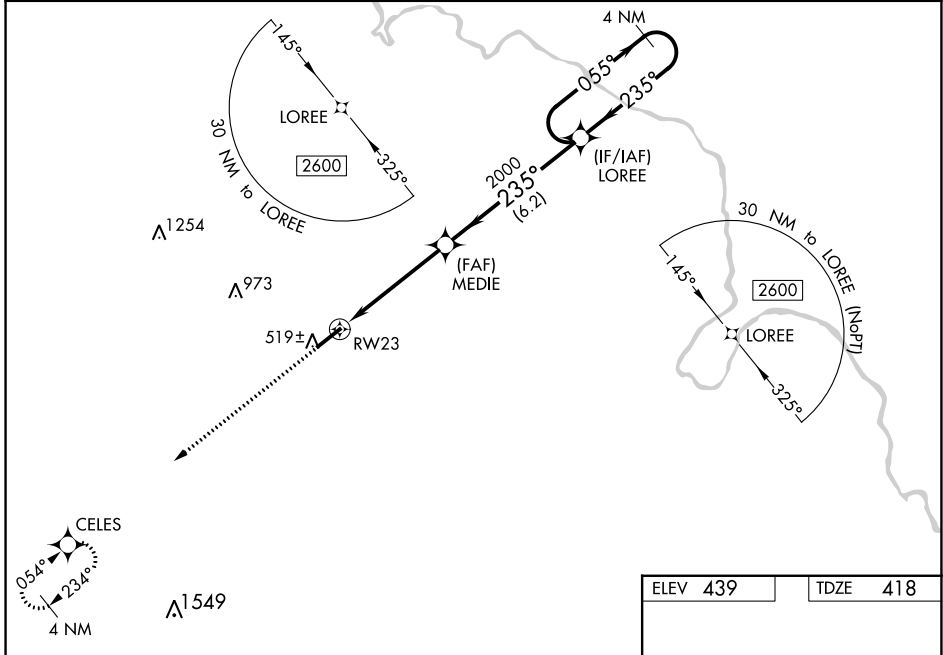 4 NM
145°
055°
235°
LOREE
2600
325°
30 NM to LOREE
(IF/IAF)
LOREE
2000
235°
(6.2)
1254
973
(FAF)
MEDIE
519±
RW23
30 NM to LOREE (NoPT)
145°
2600
LOREE
325°
CELES
054°
234°
4 NM
1549
ELEV 439
TDZE 418